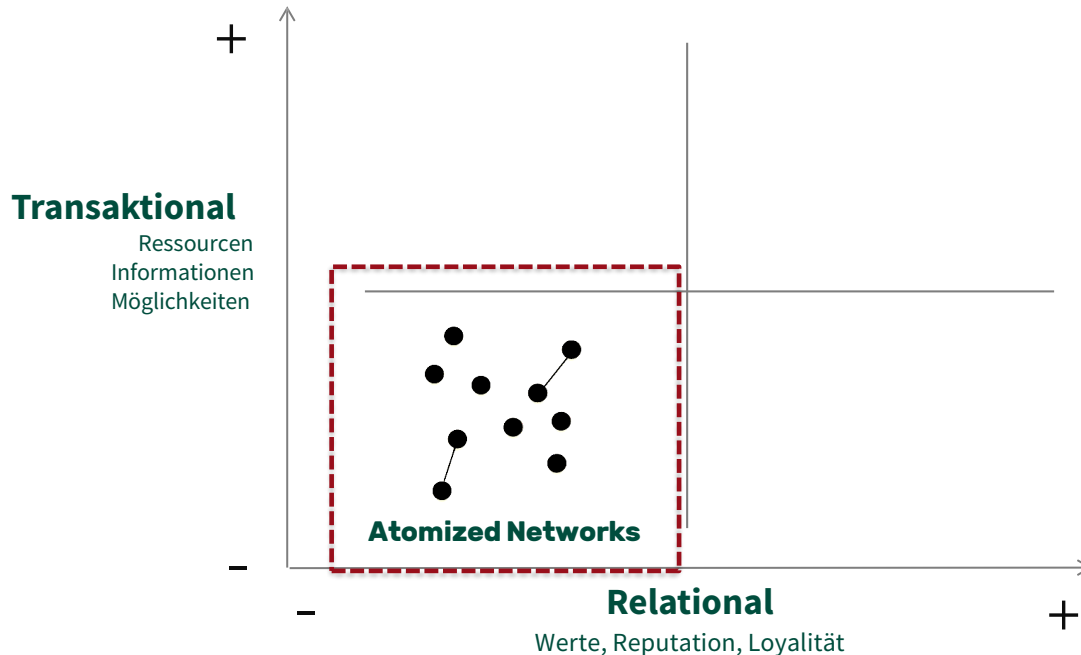 +
Transaktional
Ressourcen
Informationen
Möglichkeiten
Atomized Networks
-
-
Relational
+
Werte, Reputation, Loyalität